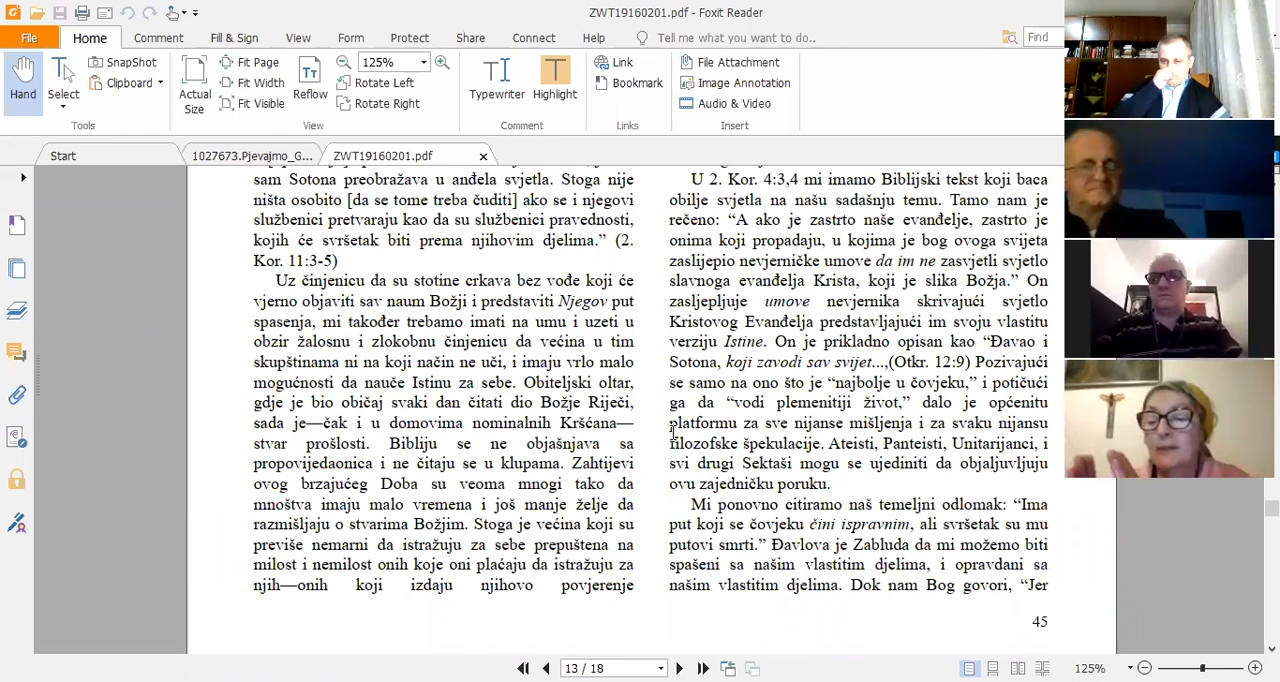 ZWT19160201.pdf - Foxit Reader
File
Home
Comment
Fill & Sign
View
Form
Protect
Share
Connect
Help
Tell me what you want to do..
Find
Hand
Select
SnapShot
Clipboard
Actual
Size
Fit Page
Fit Width
Fit Visible
Reflow
125%
Rotate Left
Rotate Right
Typewriter
Highlight
Link
Bookmark
File Attachment
Image Annotation
Audio & Video
Tools
View
Comment
Links
Insert
Start
1027673.Pjevajmo_G...
ZWT19160201.pdf
sam Sotona preobražava u anđela svjetla. Stoga nije
ništa osobito [da se tome treba čuditi] ako se i njegovi
službenici pretvaraju kao da su službenici pravednosti,
kojih će svršetak biti prema njihovim djelima.” (2.
Kor. 11:3-5)
Uz činjenicu da su stotine crkava bez vođe koji će
vjerno objaviti sav naum Božji i predstaviti Njegov put
spasenja, mi također trebamo imati na umu i uzeti u
obzir žalosnu i zlokobnu činjenicu da većina u tim
skupštinama ni na koji način ne uči, i imaju vrlo malo
mogućnosti da nauče Istinu za sebe. Obiteljski oltar,
gdje je bio običaj svaki dan čitati dio Božje Riječi,
sada je—čak i u domovima nominalnih Kršćana—
stvar prošlosti. Bibliju se ne objašnjava sa
propovijedaonica i ne čitaju se u klupama. Zahtijevi
ovog brzajućeg Doba su veoma mnogi tako da
mnoštva imaju malo vremena i još manje želje da
razmišljaju o stvarima Božjim. Stoga je većina koji su
previše nemarni da istražuju za sebe prepuštena na
milost i nemilost onih koje oni plaćaju da istražuju za
njih—onih koji izdaju njihovo povjerenje
U 2. Kor. 4:3,4 mi imamo Biblijski tekst koji baca
obilje svjetla na našu sadašnju temu. Tamo nam je
rečeno: “A ako je zastrto naše evanđelje, zastrto je
onima koji propadaju, u kojima je bog ovoga svijeta
zaslijepio nevjerničke umove da im ne zasvjetli svjetlo
slavnoga evanđelja Krista, koji je slika Božja.” On
zasljepljuje umove nevjernika skrivajući svjetlo
Kristovog Evanđelja predstavljajući im svoju vlastitu
verziju Istine. On je prikladno opisan kao “Đavao i
Sotona, koji zavodi sav svijet...,(Otkr. 12:9) Pozivajući
se samo na ono što je “najbolje u čovjeku,” i potičući
ga da “vodi plemenitiji život,” dalo je općenitu
platformu za sve nijanse mišljenja i za svaku nijansu
filozofske špekulacije. Ateisti, Panteisti, Unitarijanci, i
svi drugi Sektaši mogu se ujediniti da objaljuvljuju
ovu zajedničku poruku.
Mi ponovno citiramo naš temeljni odlomak: “Ima
put koji se čovjeku čini ispravnim, ali svršetak su mu
putovi smrti.” Đavlova je Zabluda da mi možemo biti
spašeni sa našim vlastitim djelima, i opravdani sa
našim vlastitim djelima. Dok nam Bog govori, “Jer
45
13 / 18
125%